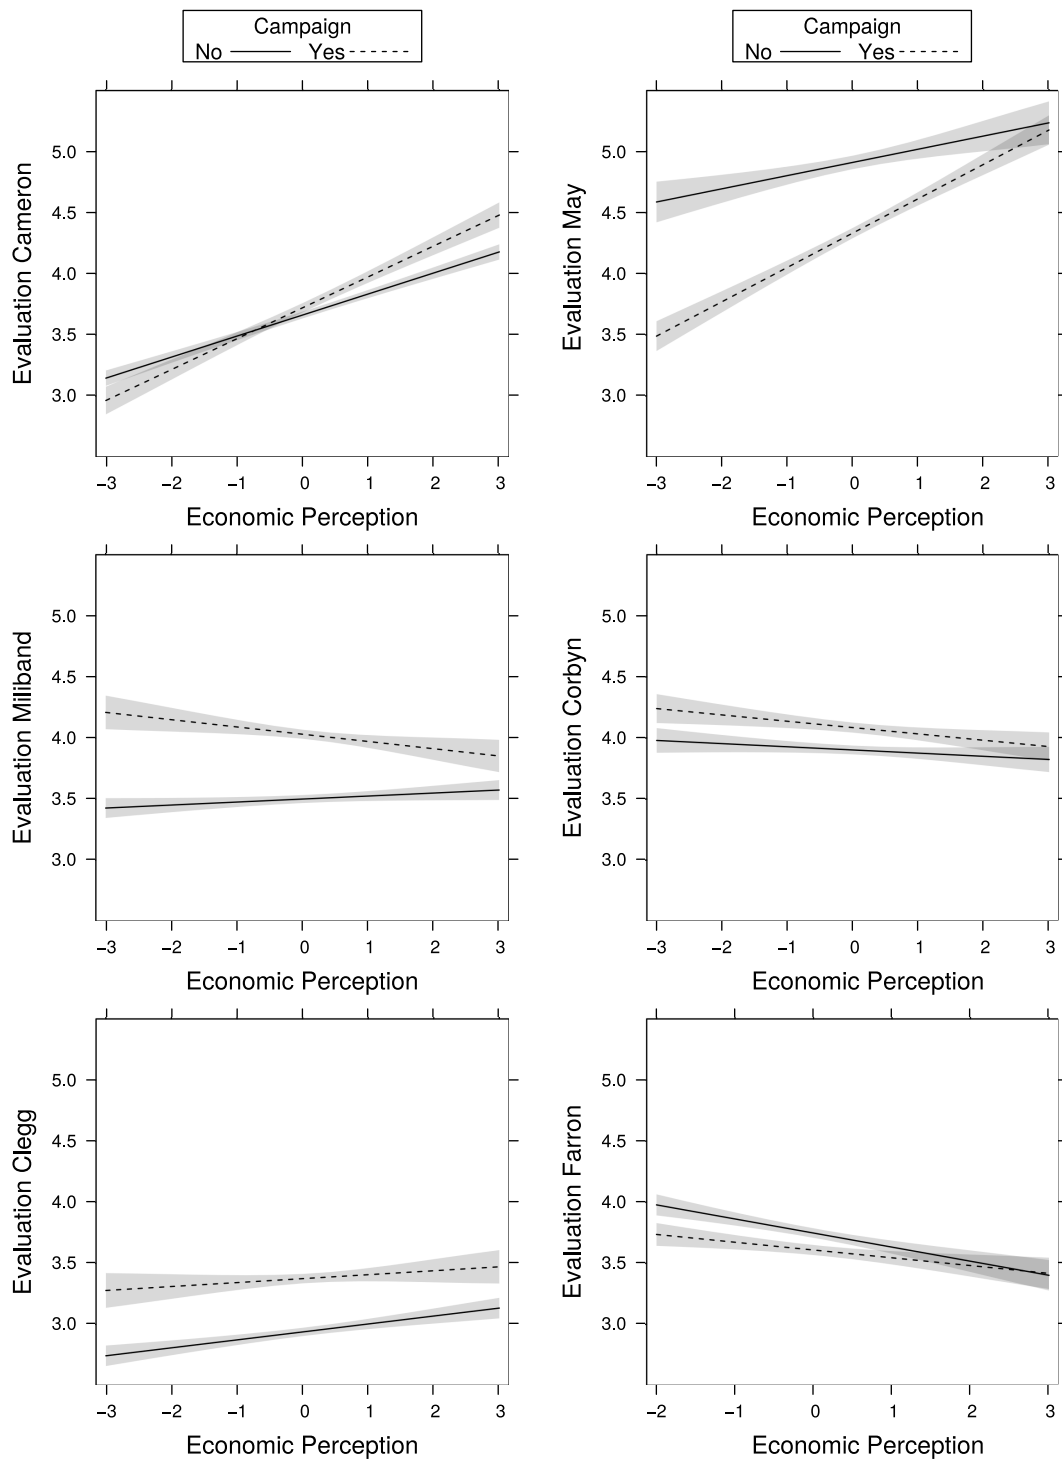 Campaign
No Yes
Campaign
No Yes
Evaluation Cameron
5.0
4.5
4.0
3.5
3.0
−3 −2 −1 0 1 2 3
Economic Perception
Evaluation May
5.0
4.5
4.0
3.5
3.0
−3 −2 −1 0 1 2 3
Economic Perception
Evaluation Miliband
5.0
4.5
4.0
3.5
3.0
−3 −2 −1 0 1 2 3
Economic Perception
Evaluation Corbyn
5.0
4.5
4.0
3.5
3.0
−3 −2 −1 0 1 2 3
Economic Perception
Evaluation Clegg
5.0
4.5
4.0
3.5
3.0
−3 −2 −1 0 1 2 3
Economic Perception
Evaluation Farron
5.0
4.5
4.0
3.5
3.0
−2 −1 0 1 2 3
Economic Perception